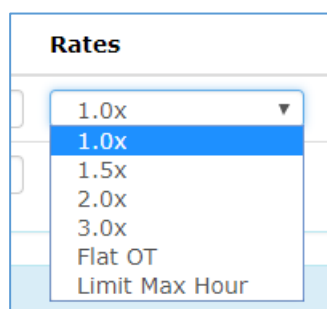 Rates
1.0x
1.0x
1.5x
2.0x
3.0x
Flat OT
Limit Max Hour